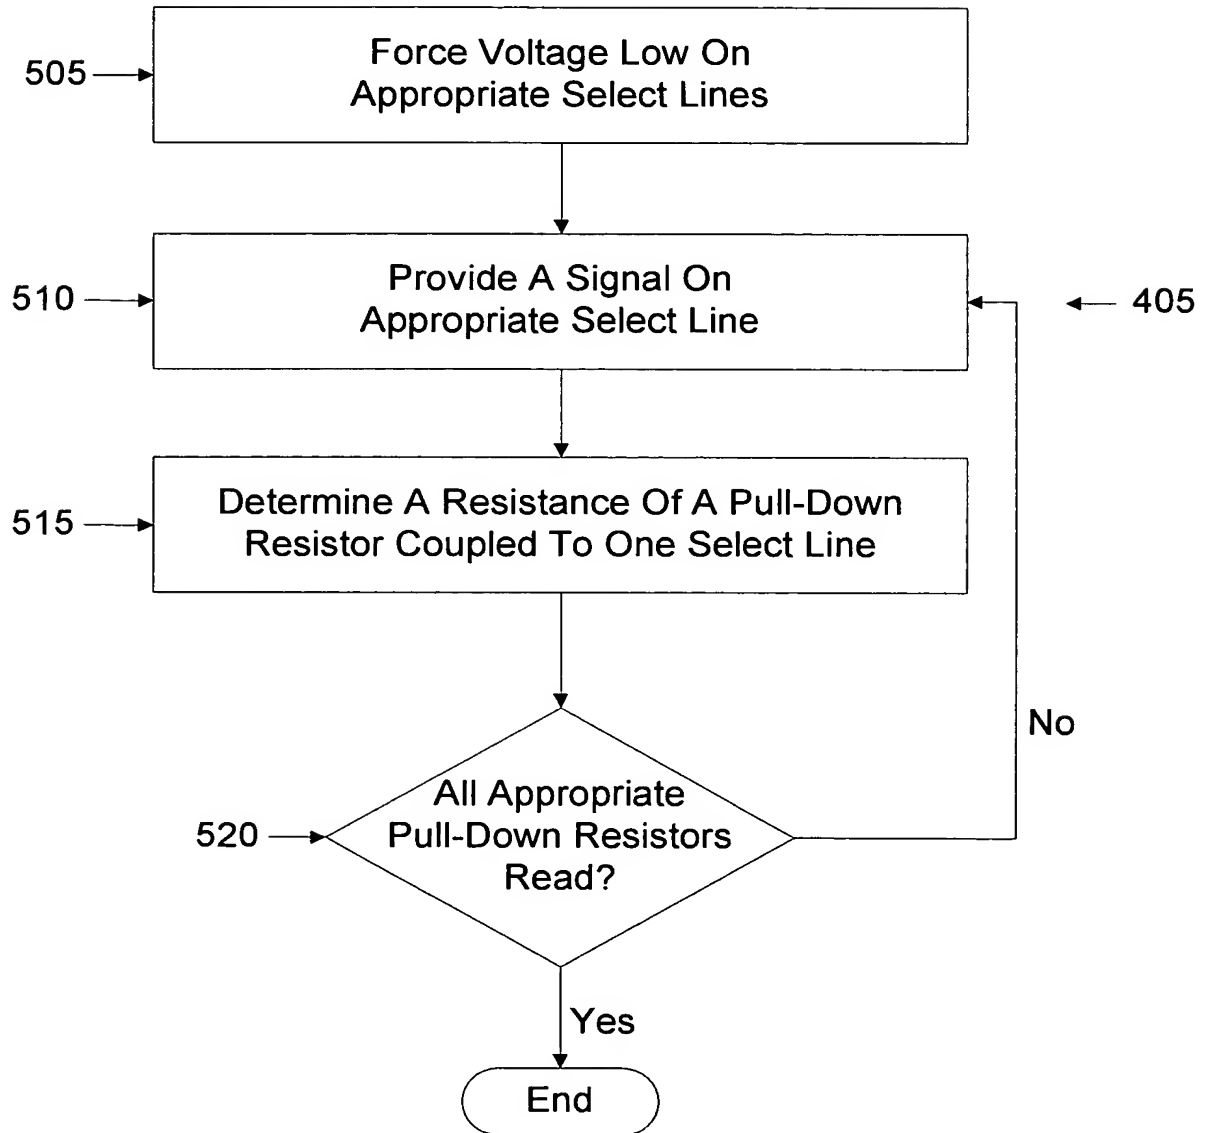 505
Force Voltage Low On
Appropriate Select Lines
510
Provide A Signal On
Appropriate Select Line
405
515
Determine A Resistance Of A Pull-Down
Resistor Coupled To One Select Line
No
520
All Appropriate
Pull-Down Resistors
Read?
Yes
End